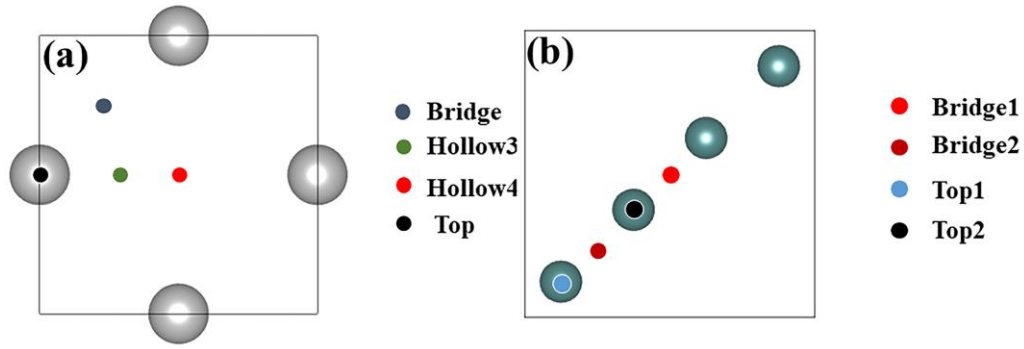 (a)
Bridge
Hollow3
Hollow4
Top
(b)
Bridge1
Bridge2
Top1
Top2